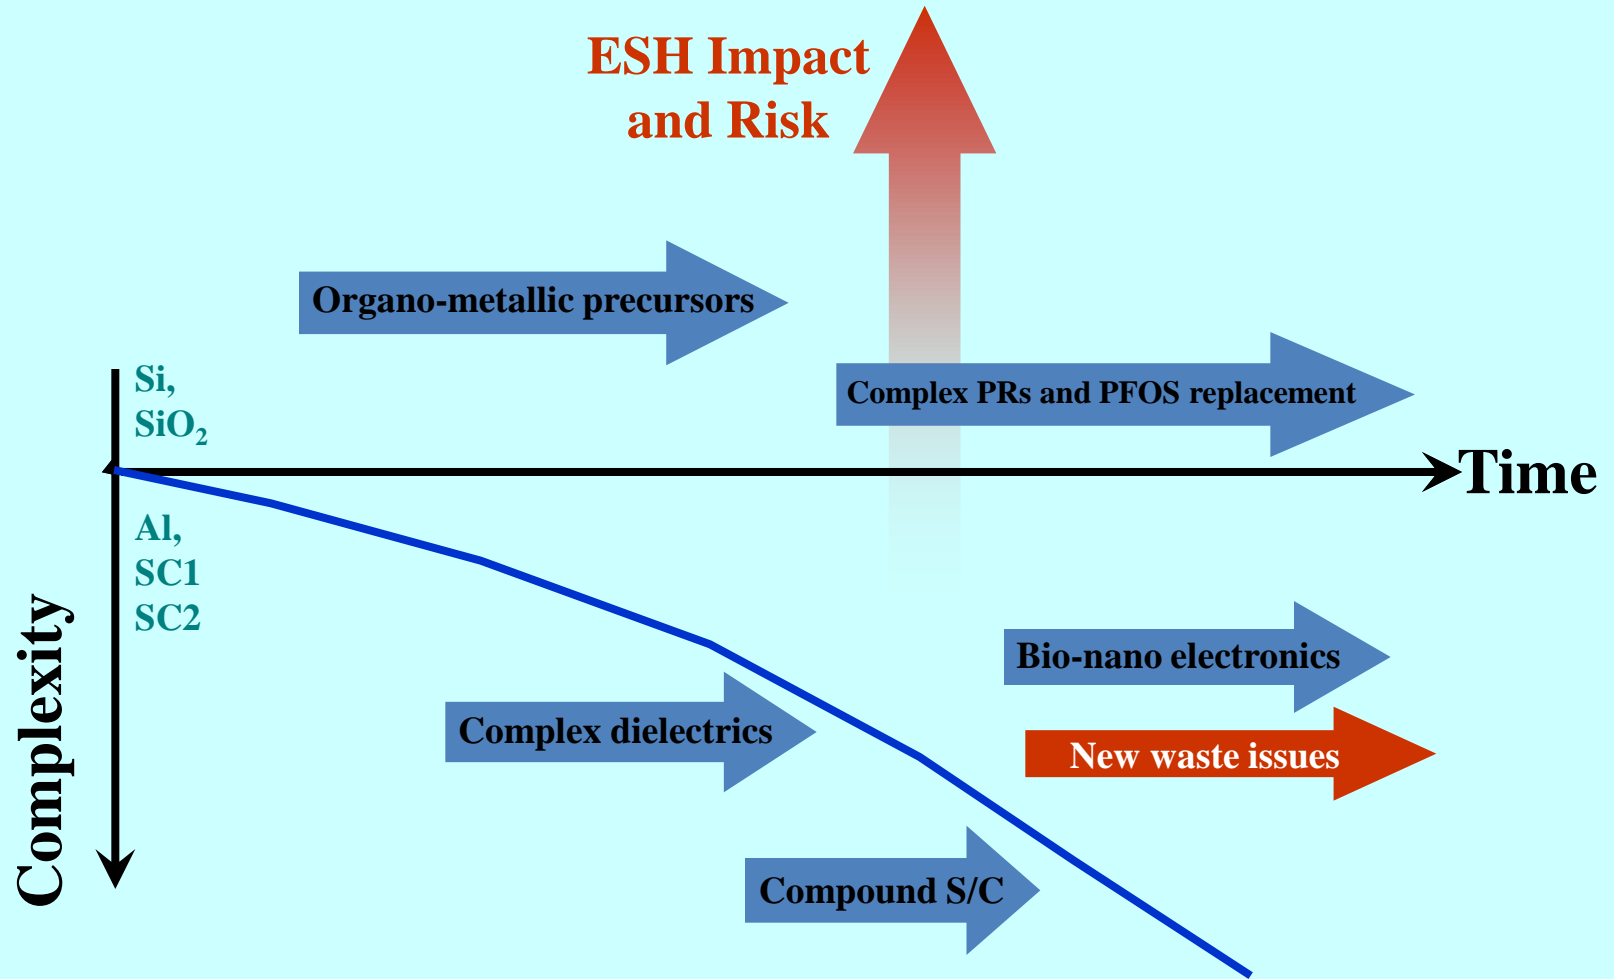 ESH Impact
and Risk
Organo-metallic precursors
Si,
SiO₂
Complex PRs and PFOS replacement
Time
Al,
SC1
SC2
Complexity
Bio-nano electronics
Complex dielectrics
New waste issues
Compound S/C